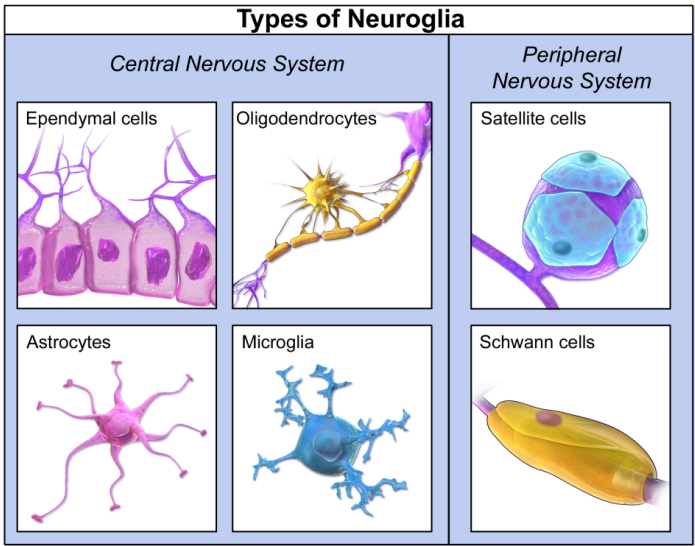 Types of Neuroglia
Central Nervous System
Peripheral
Nervous System
Ependymal cells
Oligodendrocytes
Satellite cells
Astrocytes
Microglia
Schwann cells